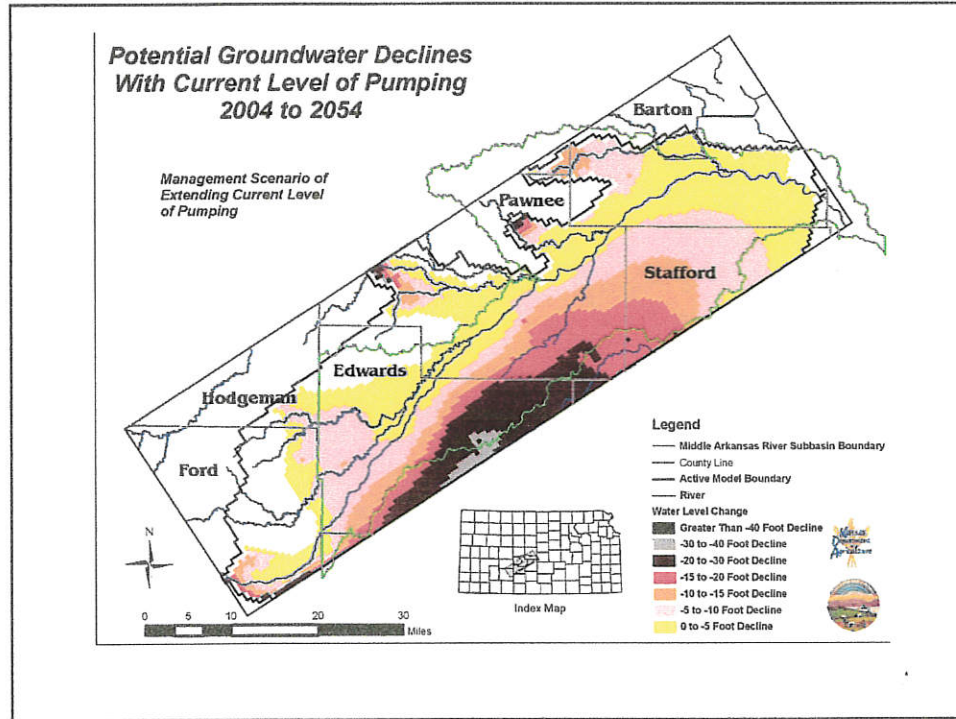 Potential Groundwater Declines
With Current Level of Pumping
2004 to 2054
Management Scenario of
Extending Current Level
of Pumping
Barton
Pawnee
Stafford
Edwards
Hodgeman
Ford
N
0 5 10 20 30
Miles
Index Map
Legend
Middle Arkansas River Subbasin Boundary
County Line
Active Model Boundary
River
Water Level Change
Greater Than -40 Foot Decline
-30 to -40 Foot Decline
-20 to -30 Foot Decline
-15 to -20 Foot Decline
-10 to -15 Foot Decline
-5 to -10 Foot Decline
0 to -5 Foot Decline
Kansas
Department
of Agriculture